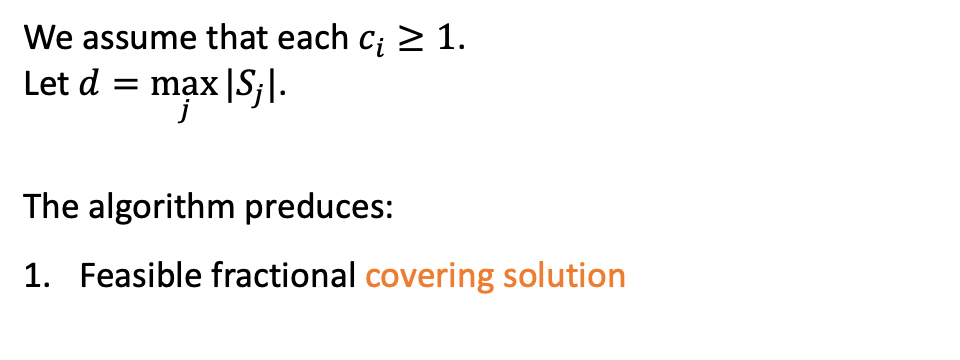 We assume that each 𝑐ᵢ ≥ 1.
Let 𝑑 = max |𝑆ⱼ|.
𝑗
The algorithm preduces:
1. Feasible fractional covering solution